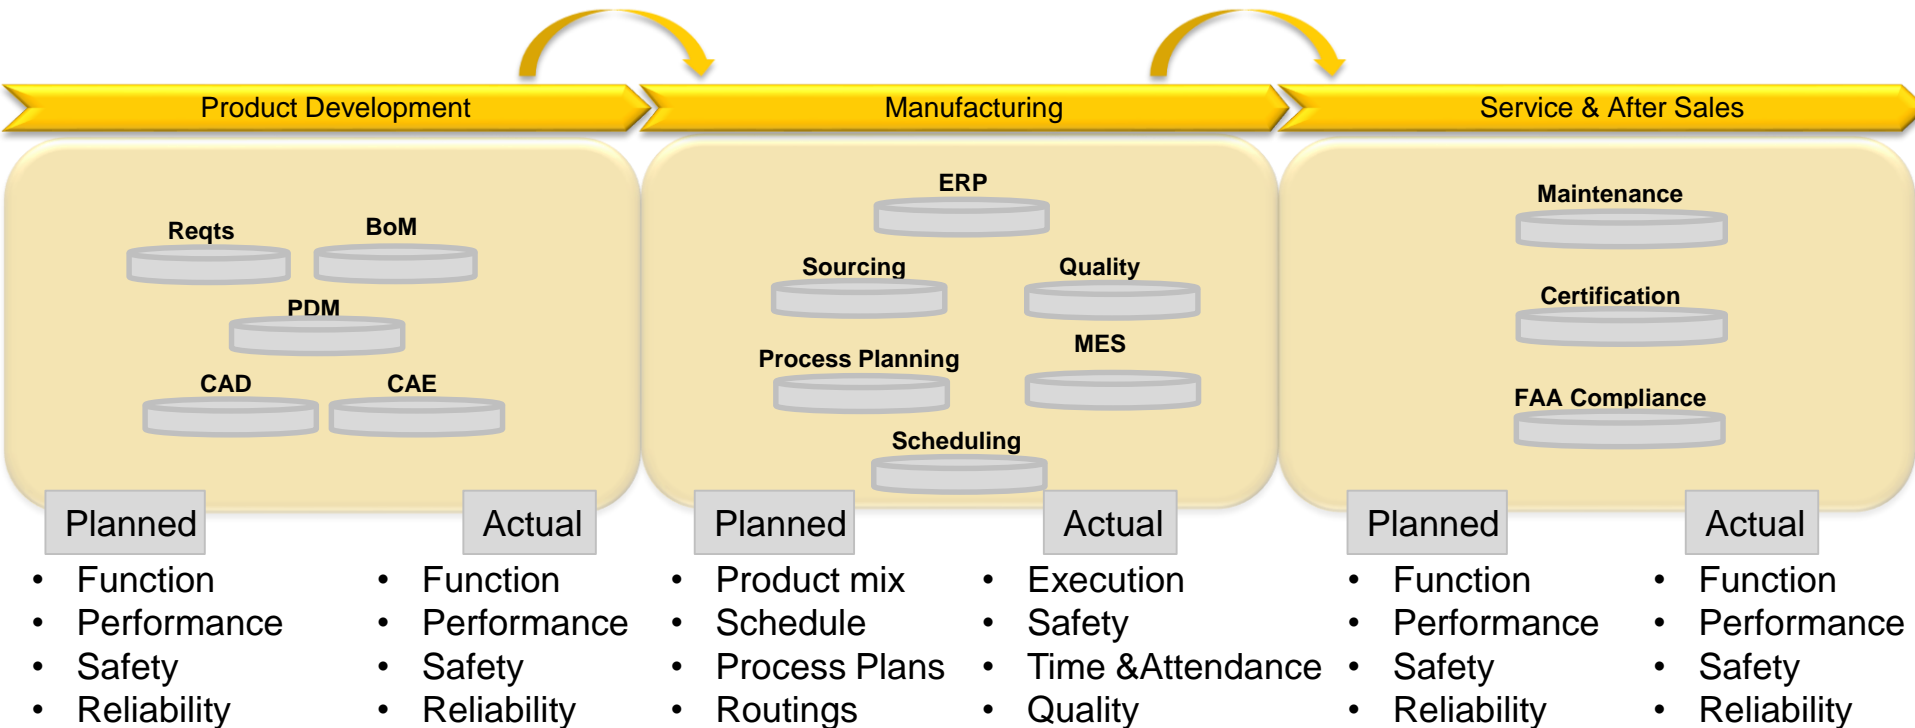 Product Development
Manufacturing
Service & After Sales
Reqts
BoM
PDM
CAD
CAE
ERP
Sourcing
Quality
Process Planning
MES
Scheduling
Maintenance
Certification
FAA Compliance
Planned
• Function
• Performance
• Safety
• Reliability
Actual
• Function
• Performance
• Safety
• Reliability
Planned
• Product mix
• Schedule
• Process Plans
• Routings
Actual
• Execution
• Safety
• Time &Attendance
• Quality
Planned
• Function
• Performance
• Safety
• Reliability
Actual
• Function
• Performance
• Safety
• Reliability